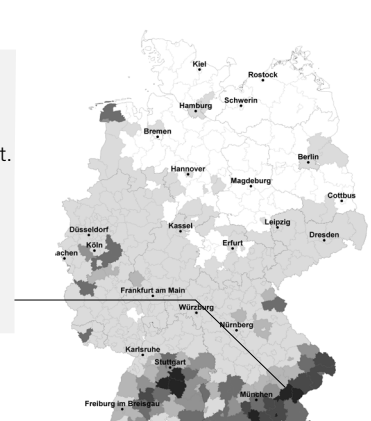 Kiel
Rostock
Schwerin
Hamburg
Bremen
t.
Berlin
Hannover
Magdeburg
Cottbus
Leipzig
Düsseldorf
Kassel
Dresden
Köln
Erfurt
achen
Frankfurt am Main
Würzburg
Nürnberg
Karlsruhe
Stuttgart
München
Freiburg im Breisgau